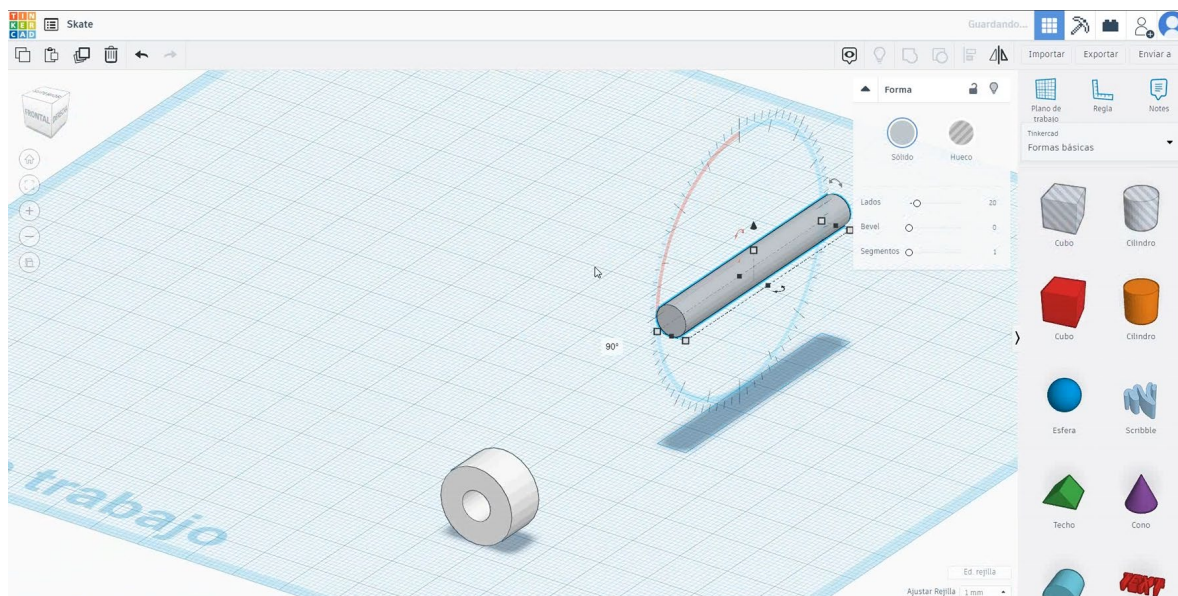 TIN
KER
CAD
Skate
Guardando...
Importar
Exportar
Enviar a
FRONTAL
Forma
Sólido
Hueco
Lados
20
Bevel
0
Segmentos
1
Plano de
trabajo
Regla
Notes
Tinkercad
Formas básicas
Cubo
Cilindro
Cubo
Cilindro
Esfera
Scribble
Techo
Cono
TEXT
90°
trabajo
Ed. rejilla
Ajustar Rejilla
1 mm